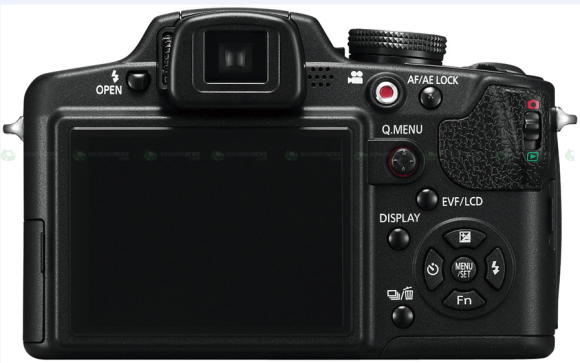 OPEN
AF/AE LOCK
Q.MENU
EVF/LCD
DISPLAY
MENU
/SET
Fn